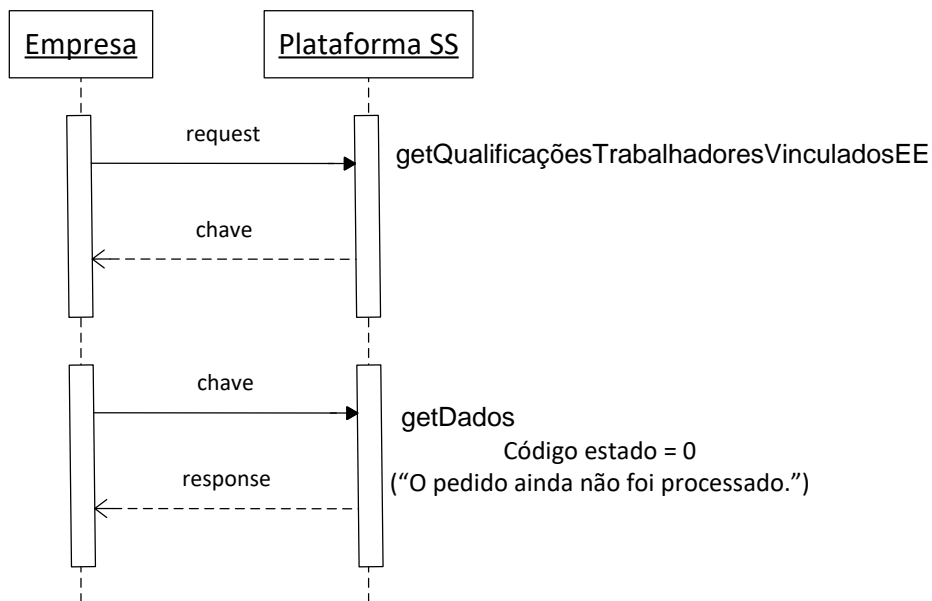 Empresa
Plataforma SS
request
getQualificaçõesTrabalhadoresVinculadosEE
chave
chave
getDados
Código estado = 0
response
(“O pedido ainda não foi processado.”)